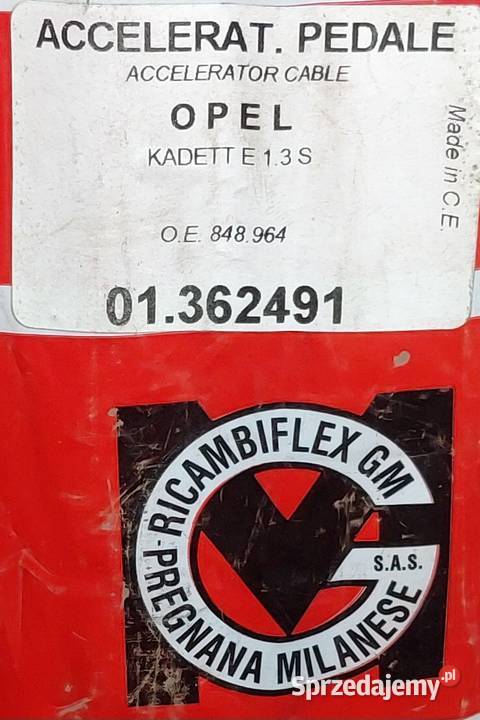 ACCELERAT. PEDALE
ACCELERATOR CABLE
OPEL
KADETT E 1.3 S
Made in C.E.
O.E. 848.964
01.362491
RICAMBIFLEX GM
S.A.S.
PREGNANA MILANESE
Sprzedajemy.pl